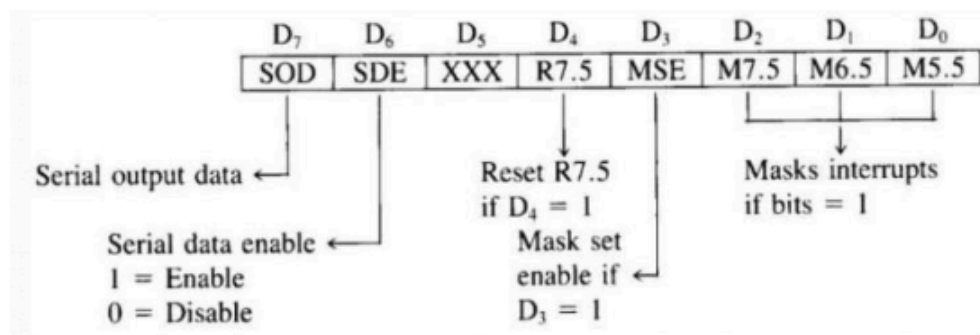 D₇ D₆ D₅ D₄ D₃ D₂ D₁ D₀
SOD SDE XXX R7.5 MSE M7.5 M6.5 M5.5
Serial output data
Reset R7.5
if D₄ = 1
Masks interrupts
if bits = 1
Serial data enable
1 = Enable
0 = Disable
Mask set
enable if
D₃ = 1